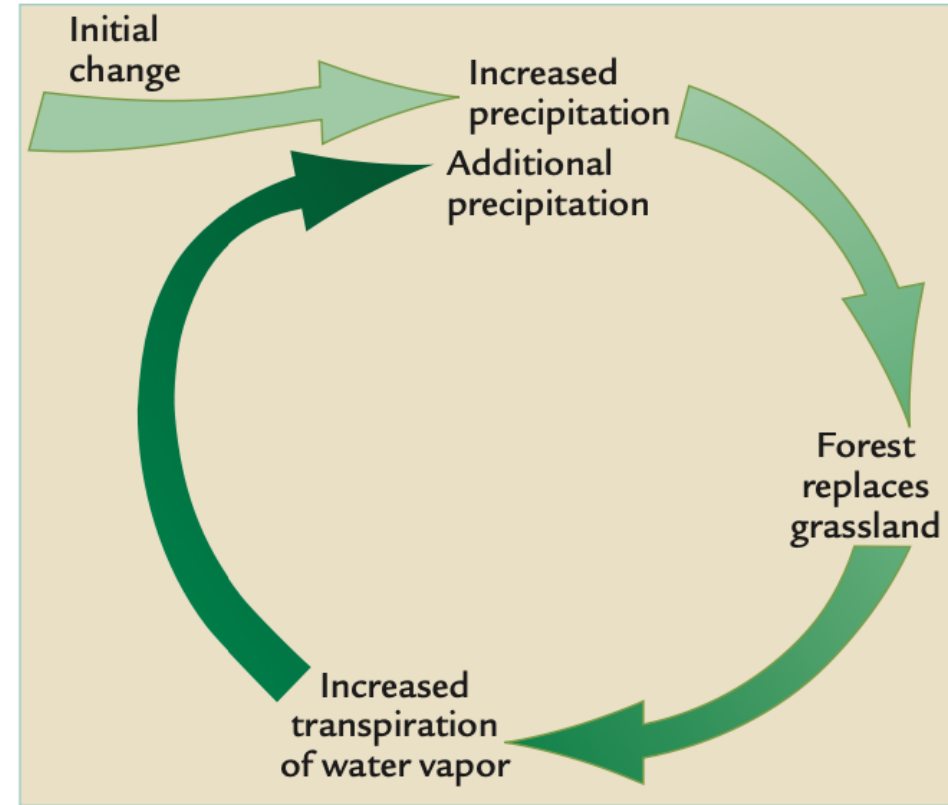 Initial
change
Increased
precipitation
Additional
precipitation
Forest
replaces
grassland
Increased
transpiration
of water vapor